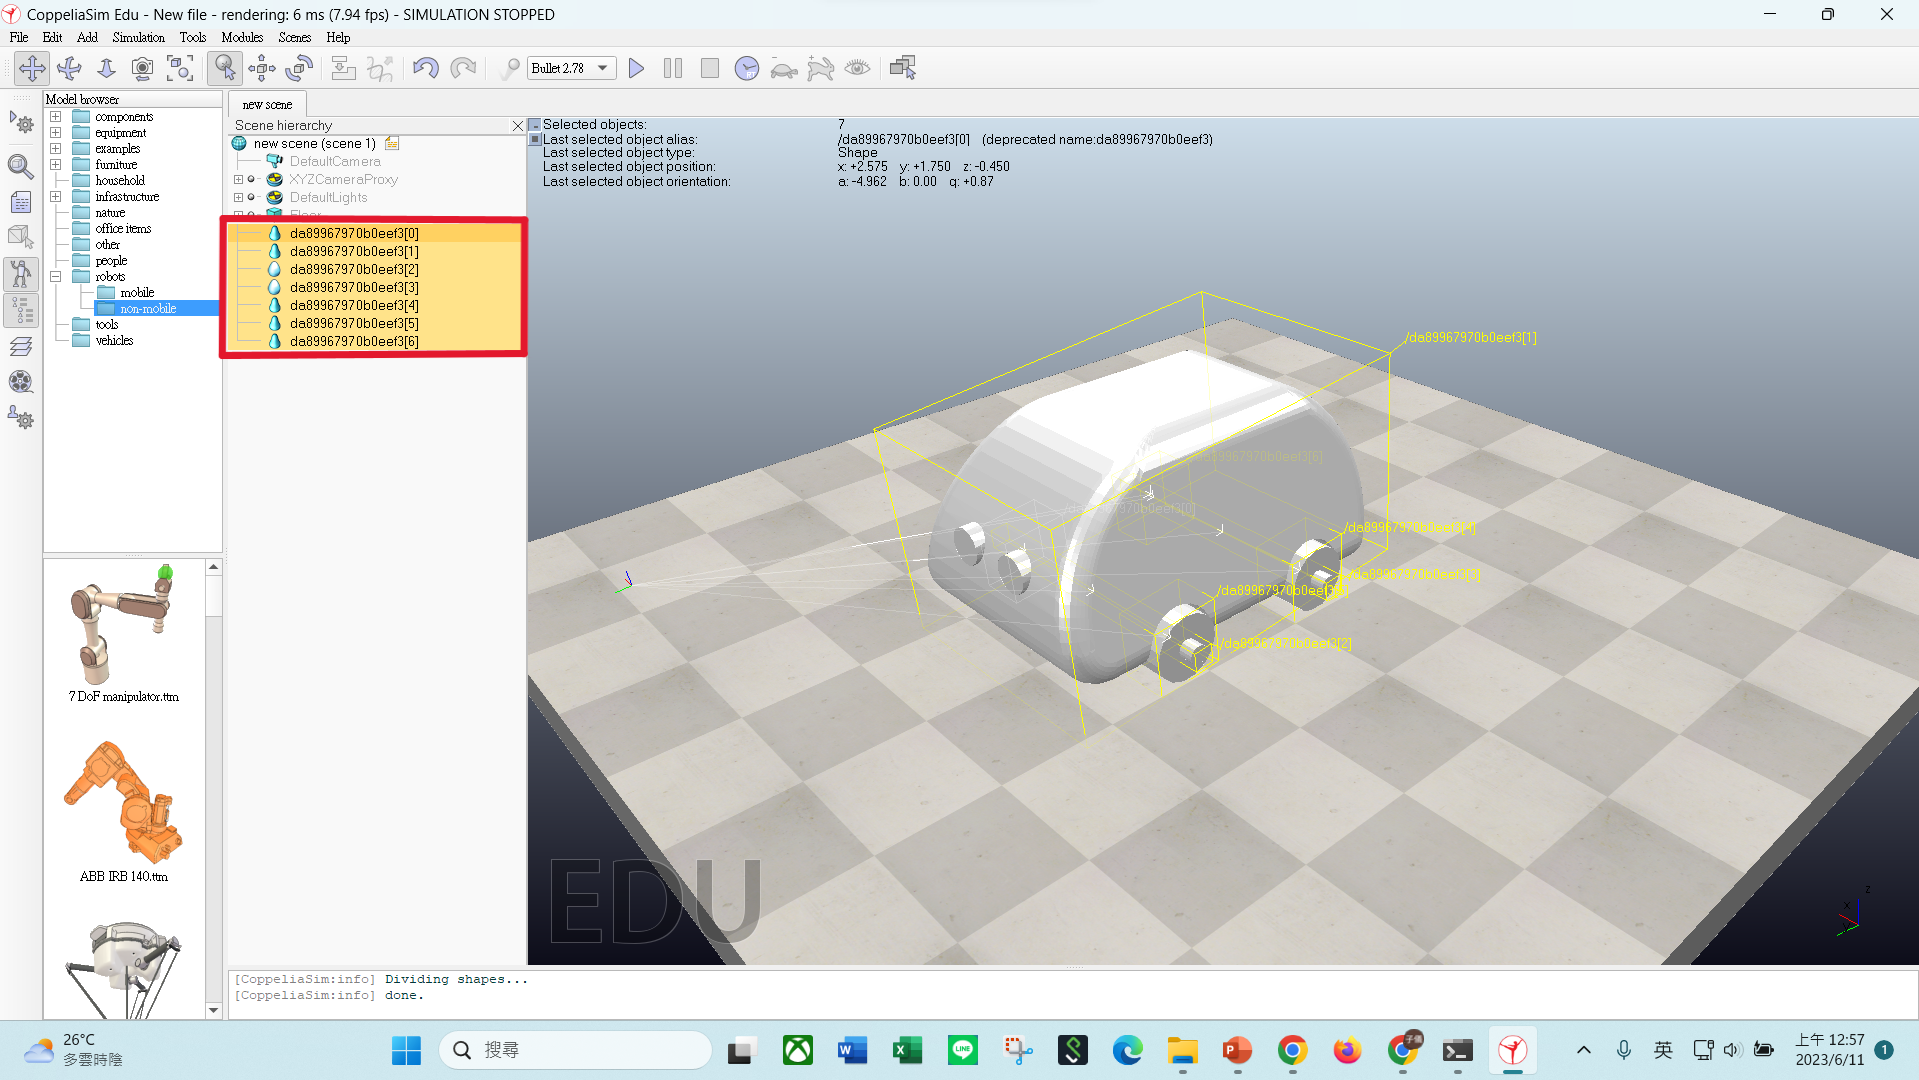 CoppeliaSim Edu - New file - rendering: 6 ms (7.94 fps) - SIMULATION STOPPED
File Edit Add Simulation Tools Modules Scenes Help
Bullet 2.78
RT
Model browser
components
equipment
examples
furniture
household
infrastructure
nature
office items
other
people
robots
mobile
non-mobile
tools
vehicles
7 DoF manipulator.ttm
ABB IRB 140.ttm
new scene
Scene hierarchy
new scene (scene 1)
DefaultCamera
XYZCameraProxy
DefaultLights
Floor
da89967970b0eef3[0]
da89967970b0eef3[1]
da89967970b0eef3[2]
da89967970b0eef3[3]
da89967970b0eef3[4]
da89967970b0eef3[5]
da89967970b0eef3[6]
Selected objects: 7
Last selected object alias: /da89967970b0eef3[0] (deprecated name:da89967970b0eef3)
Last selected object type: Shape
Last selected object position: x: +2.575 y: +1.750 z: -0.450
Last selected object orientation: a: -4.962 b: 0.00 g: +0.87
/da89967970b0eef3[1]
/da89967970b0eef3[6]
/da89967970b0eef3[0]
/da89967970b0eef3[4]
/da89967970b0eef3[3]
/da89967970b0eef3
/da89967970b0eef3[2]
EDU
z
x
[CoppeliaSim:info] Dividing shapes...
[CoppeliaSim:info] done.
26°C
多雲時陰
搜尋
LINE
子儀
英
上午 12:57
2023/6/11
1